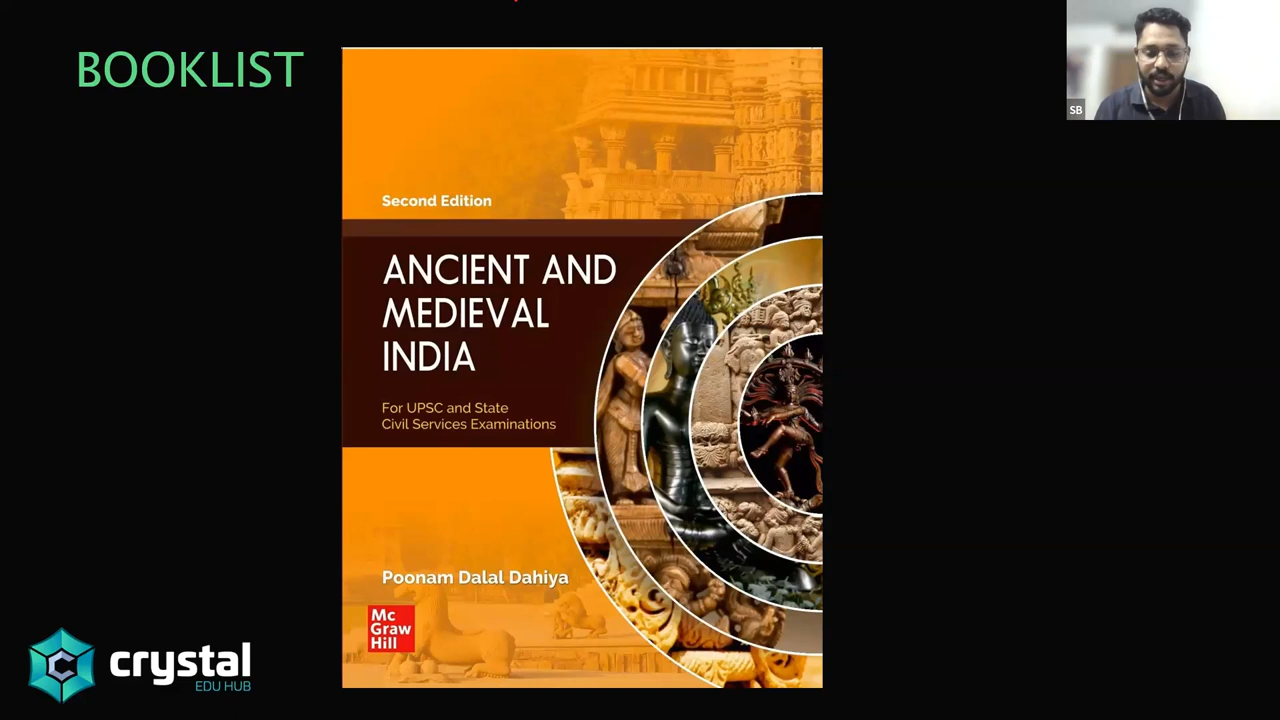 BOOKLIST
SB
Second Edition
ANCIENT AND
MEDIEVAL
INDIA
For UPSC and State
Civil Services Examinations
Poonam Dalal Dahiya
Mc
Graw
Hill
crystal
EDU HUB